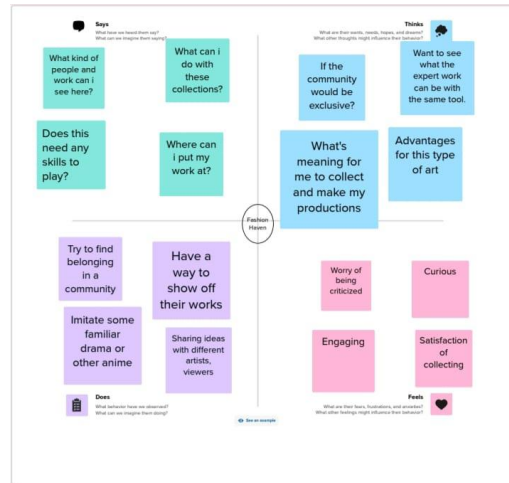 Says
What have we heard them say?
What can we imagine them saying?
What kind of
people and
work can i
see here?
What can i
do with
these
collections?
Does this
need any
skills to
play?
Where can
i put my
work at?
Thinks
What are their wants, needs, hopes, and dreams?
What other thoughts might influence their behavior?
If the
community
would be
exclusive?
Want to see
what the
expert work
can be with
the same tool.
What's
meaning for
me to collect
and make my
productions
Advantages
for this type
of art
Fashion
Haven
Try to find
belonging
in a
community
Have a
way to
show off
their works
Imitate some
familiar
drama or
other anime
Sharing ideas
with different
artists,
viewers
Does
What behavior have we observed?
What can we imagine them doing?
Worry of
being
criticized
Curious
Engaging
Satisfaction
of
collecting
Feels
What are their fears, frustrations, and anxieties?
What other feelings might influence their behavior?
See an example